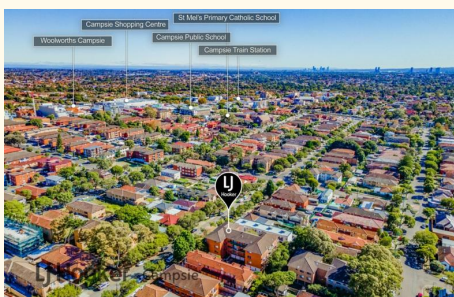 St Mel's Primary Catholic School
Campsie Shopping Centre
Campsie Public School
Woolworths Campsie
Campsie Train Station
LJ
Hooker
LJ Hooker Campsie